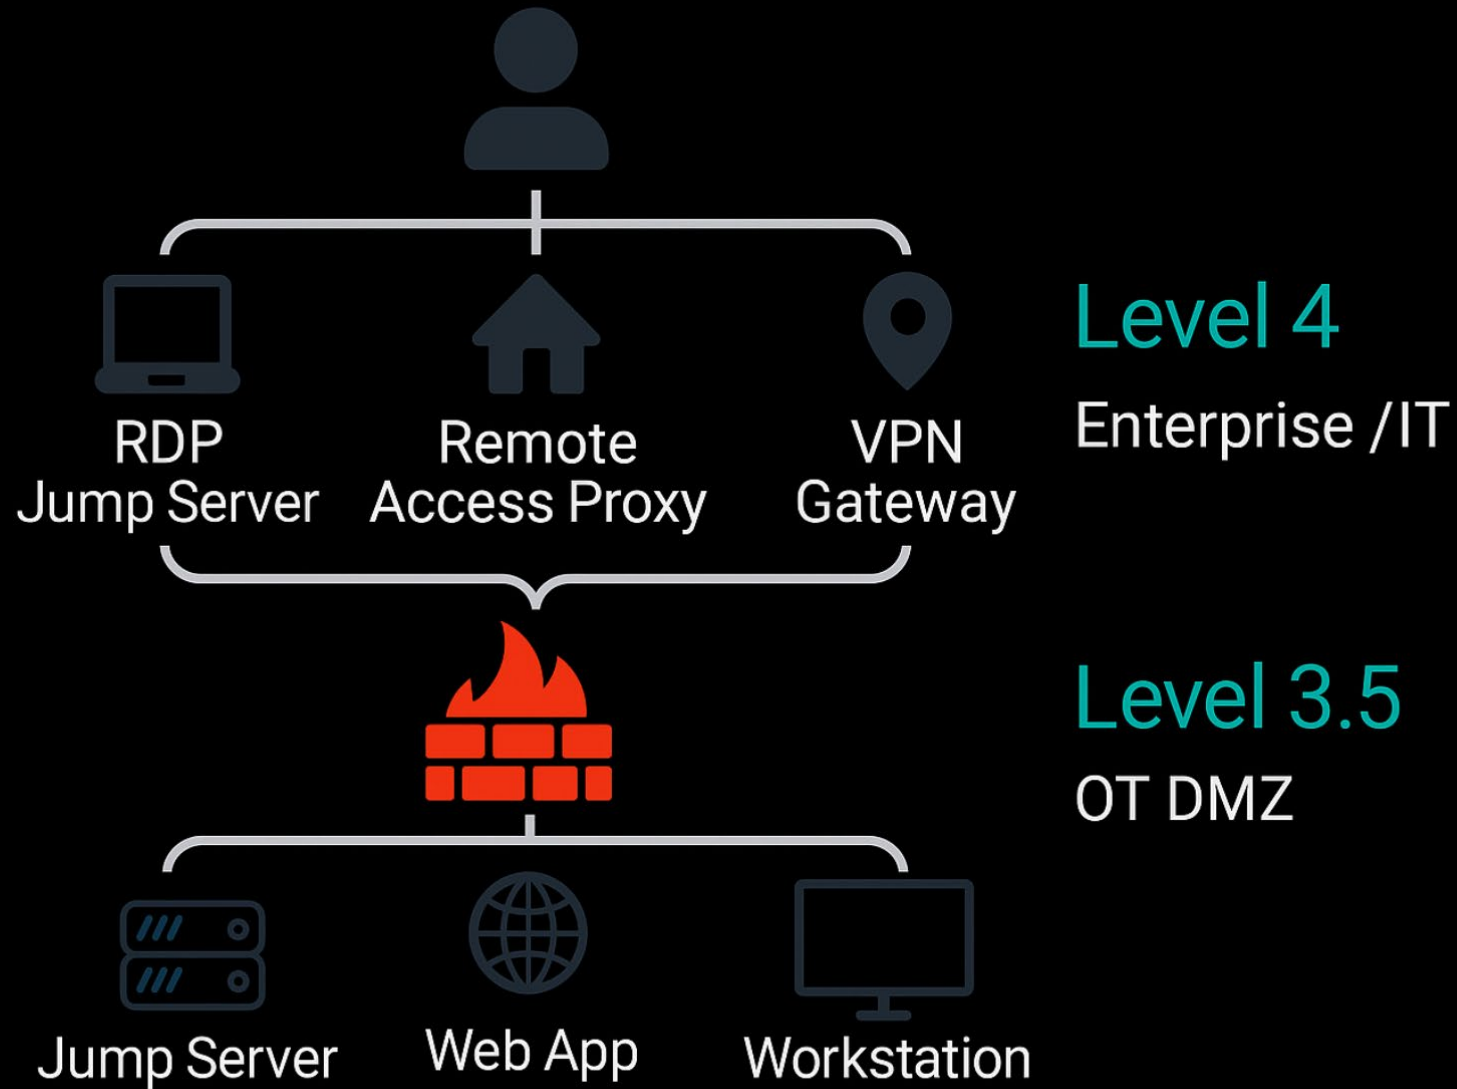 RDP
Jump Server
Remote
Access Proxy
VPN
Gateway
Level 4
Enterprise /IT
Level 3.5
OT DMZ
Jump Server
Web App
Workstation